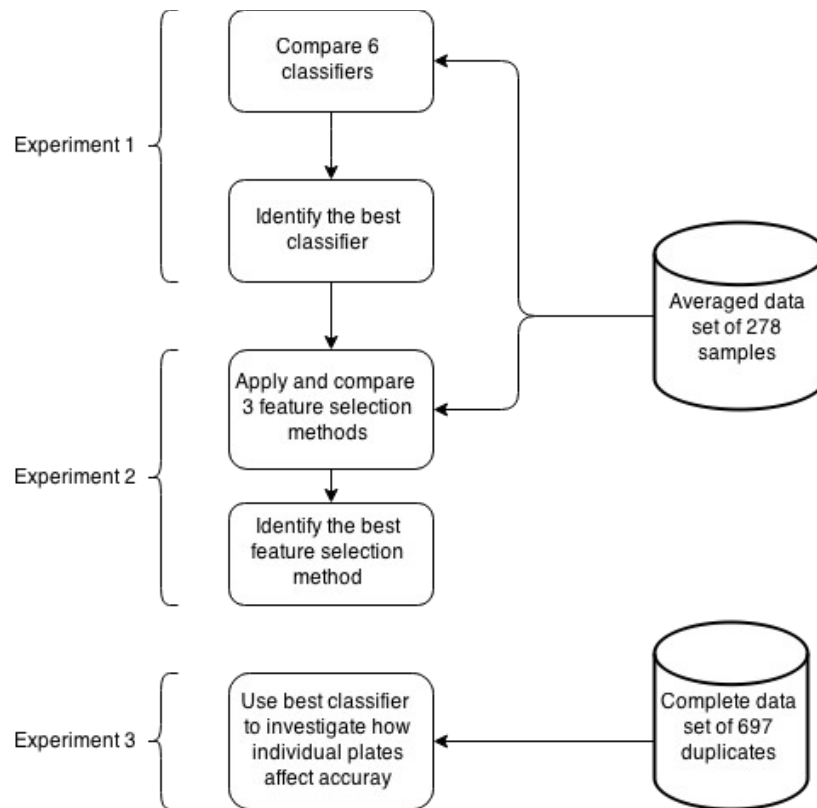 Compare 6
classifiers
Experiment 1
Identify the best
classifier
Averaged data
set of 278
samples
Apply and compare
3 feature selection
methods
Experiment 2
Identify the best
feature selection
method
Use best classifier
to investigate how
individual plates
affect accuray
Experiment 3
Complete data
set of 697
duplicates